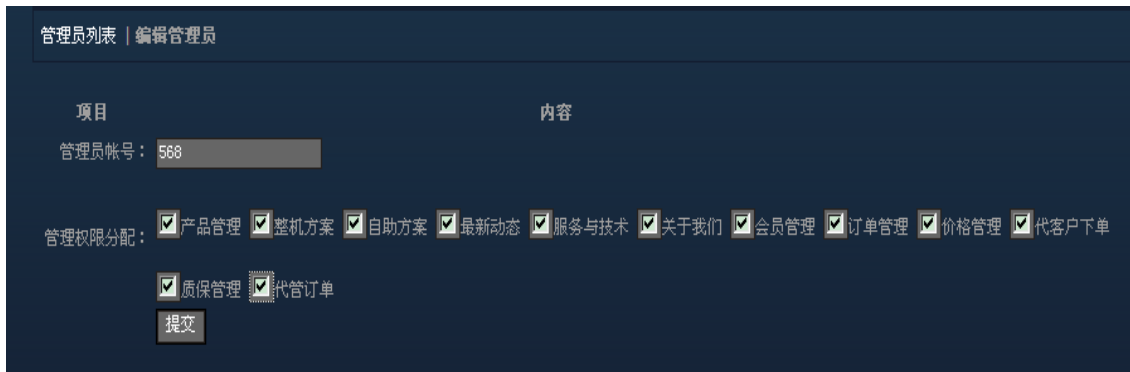 管理员列表 | 编辑管理员
项目 内容
管理员帐号： 568
管理权限分配： 产品管理 整机方案 自助方案 最新动态 服务与技术 关于我们 会员管理 订单管理 价格管理 代客户下单
质保管理 代管订单
提交